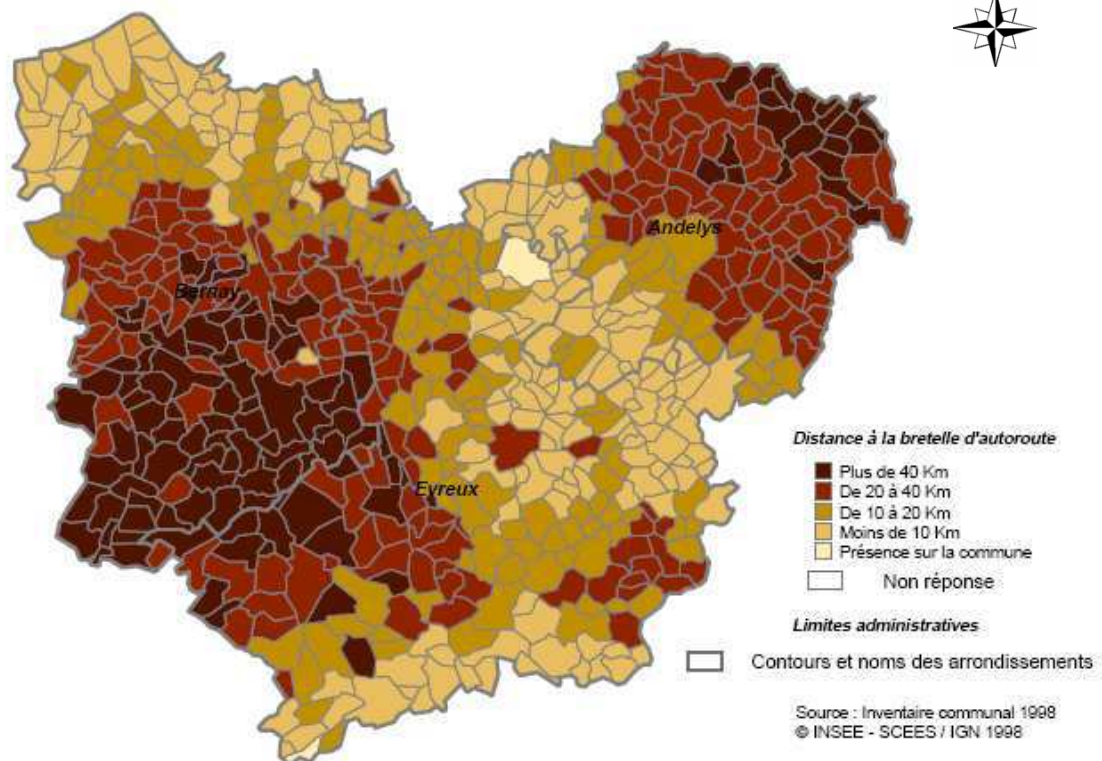 Andelys
Bernay
Evreux
Distance à la bretelle d'autoroute
Plus de 40 Km
De 20 à 40 Km
De 10 à 20 Km
Moins de 10 Km
Présence sur la commune
Non réponse
Limites administratives
Contours et noms des arrondissements
Source : Inventaire communal 1998
© INSEE - SCEES / IGN 1998